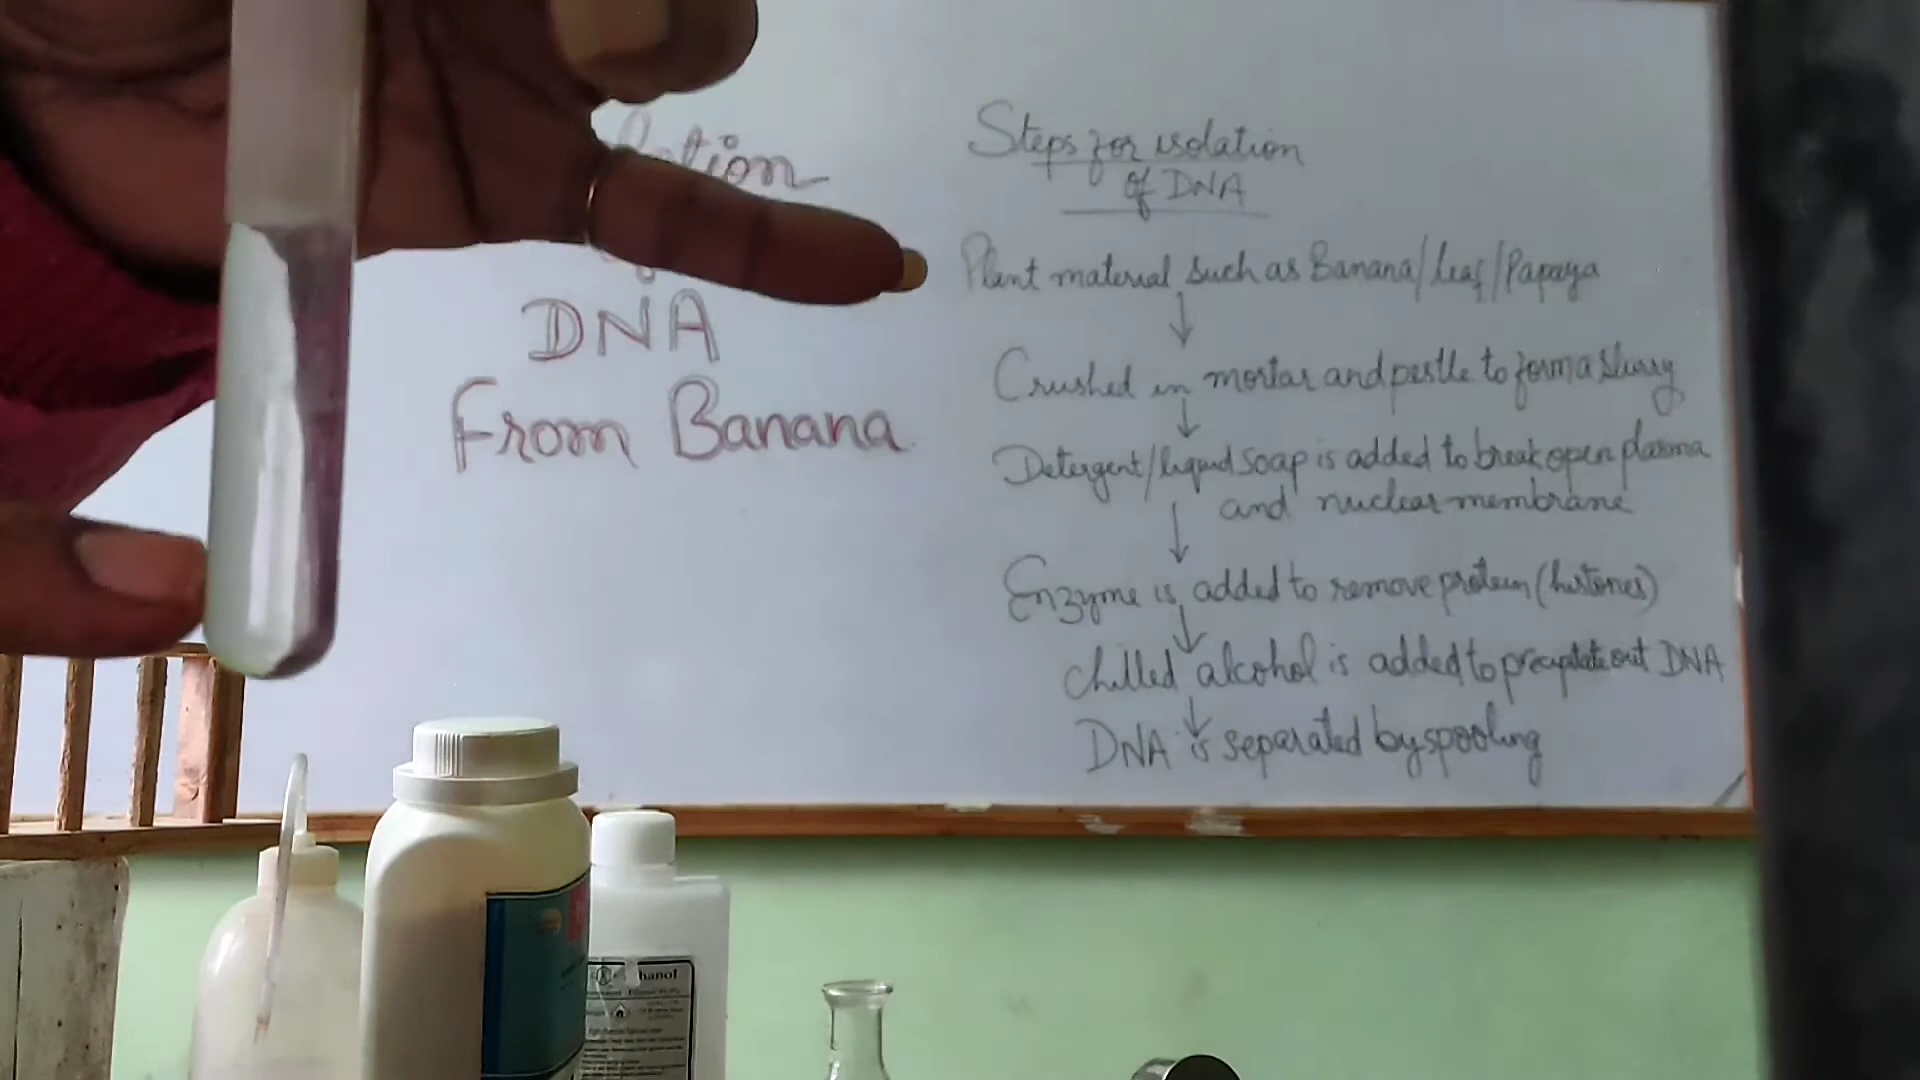 DNA
From Banana
Steps for isolation
of DNA
Plant material such as Banana/leaf/Papaya
Crushed in mortar and pestle to form a slurry
Detergent/liquid soap is added to break open plasma
and nuclear membrane
Enzyme is added to remove protein (histones)
chilled alcohol is added to precipitate out DNA
DNA is separated by spooling